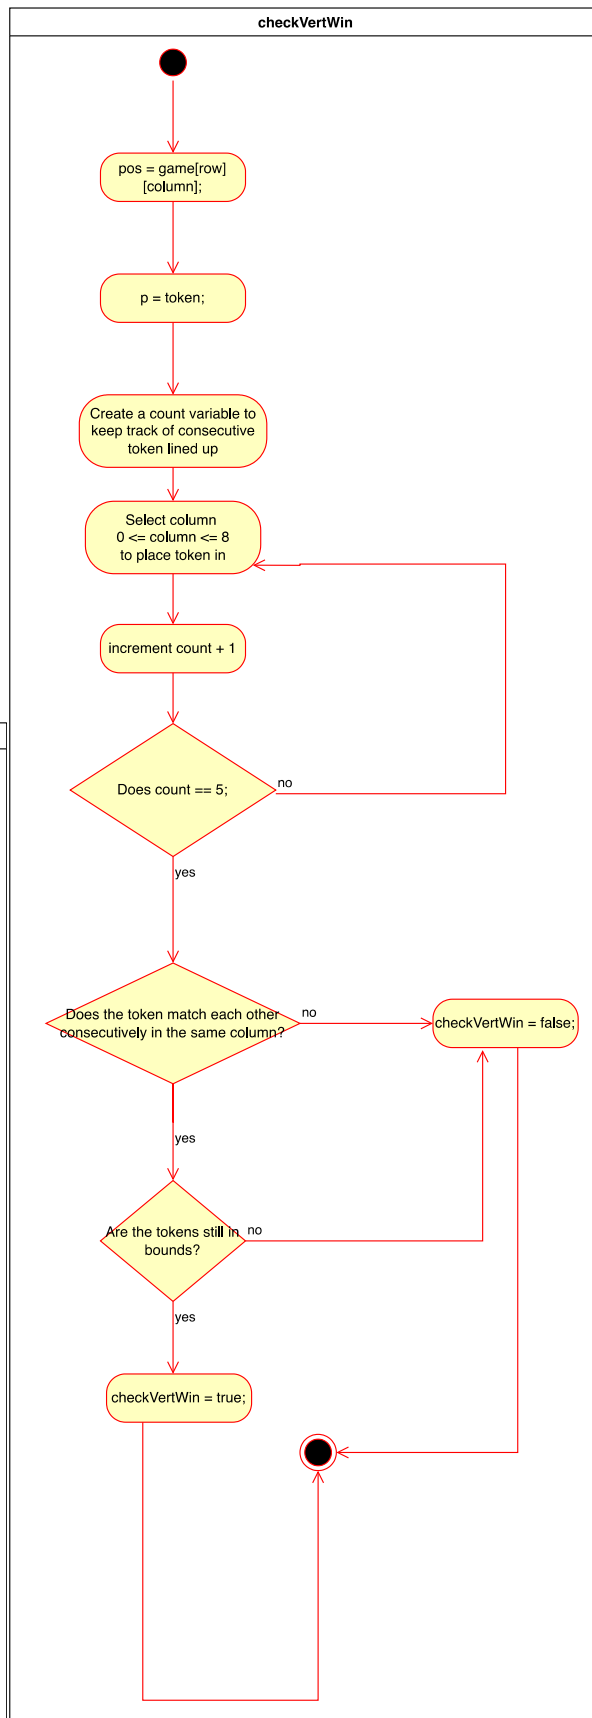 checkVertWin
pos = game[row]
[column];
p = token;
Create a count variable to
keep track of consecutive
token lined up
Select column
0 <= column <= 8
to place token in
increment count + 1
Does count == 5;
no
yes
Does the token match each other
consecutively in the same column?
no
checkVertWin = false;
yes
Are the tokens still in
bounds?
no
yes
checkVertWin = true;